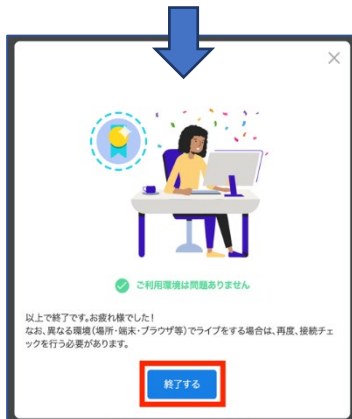 ご利用環境は問題ありません
以上で終了です。お疲れ様でした！
なお、異なる環境（場所・端末・ブラウザ等）でライブをする場合は、再度、接続チェ
ックを行う必要があります。
終了する